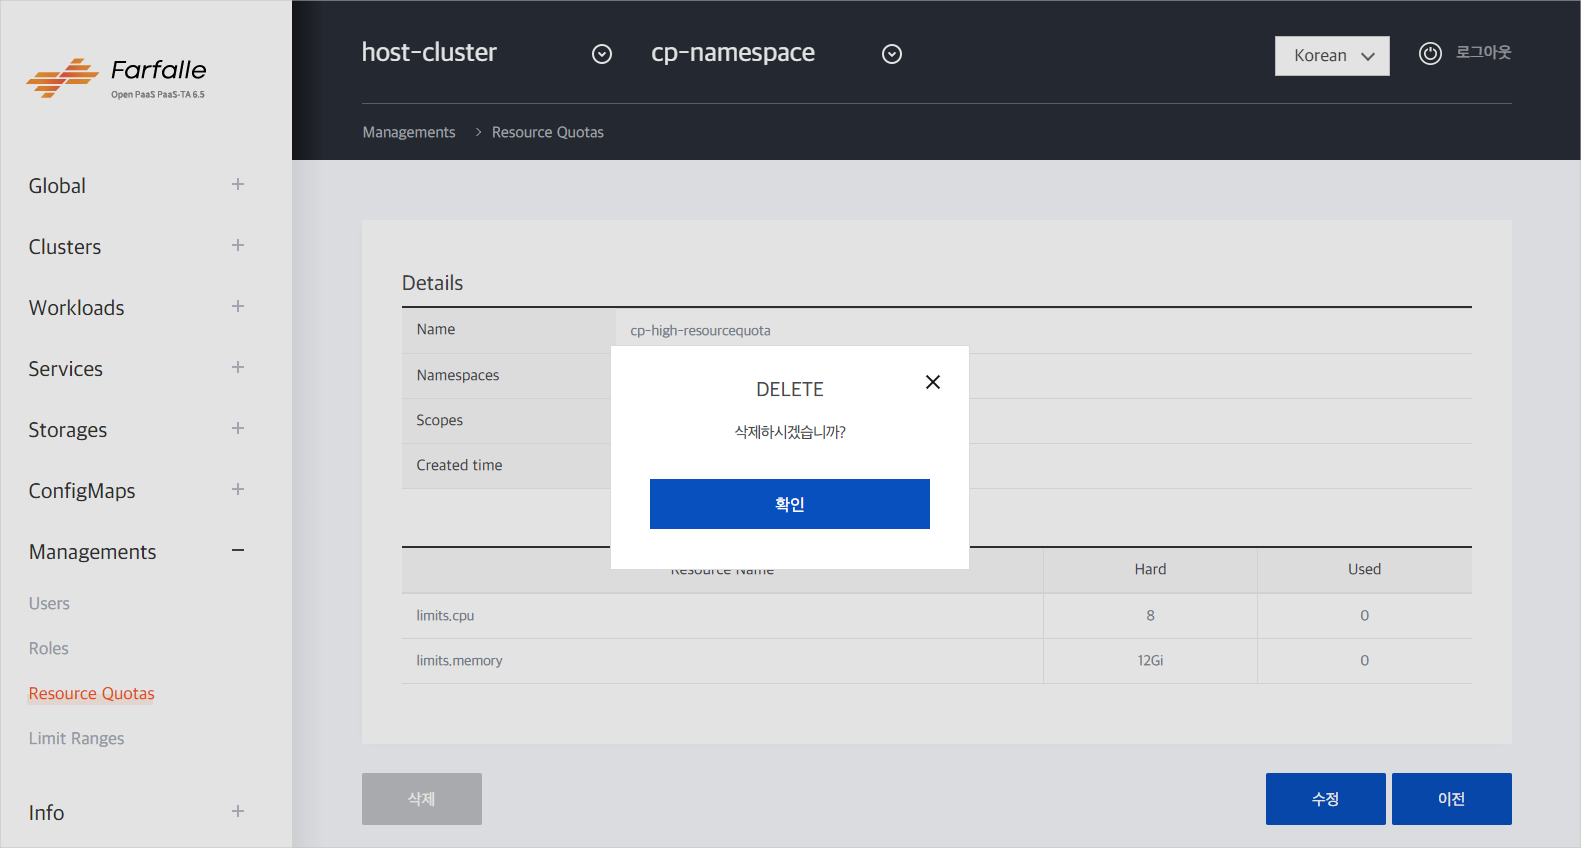 Farfalle
Open PaaS PaaS-TA 6.5
Global
Clusters
Workloads
Services
Storages
ConfigMaps
Managements
Users
Roles
Resource Quotas
Limit Ranges
Info
host-cluster
cp-namespace
Korean
로그아웃
Managements > Resource Quotas
Details
Name cp-high-resourcequota
Namespaces
Scopes
Created time
DELETE
삭제하시겠습니까?
확인
Resource Name Hard Used
limits.cpu 8 0
limits.memory 12Gi 0
삭제
수정
이전